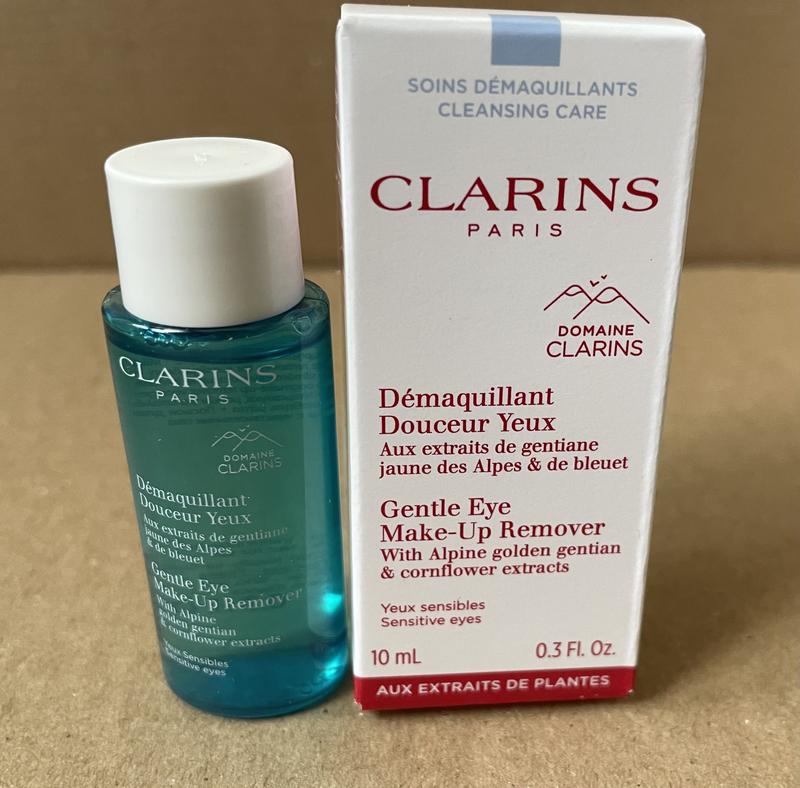 CLARINS
PARIS
DOMAINE
CLARINS
Démaquillant
Douceur Yeux
Aux extraits de gentiane
jaune des Alpes
& de bleuet
Gentle Eye
Make-Up Remover
With Alpine
golden gentian
& cornflower extracts
Yeux Sensibles
Sensitive eyes
SOINS DÉMAQUILLANTS
CLEANSING CARE
CLARINS
PARIS
DOMAINE
CLARINS
Démaquillant
Douceur Yeux
Aux extraits de gentiane
jaune des Alpes & de bleuet
Gentle Eye
Make-Up Remover
With Alpine golden gentian
& cornflower extracts
Yeux sensibles
Sensitive eyes
10 mL 0.3 Fl. Oz.
AUX EXTRAITS DE PLANTES